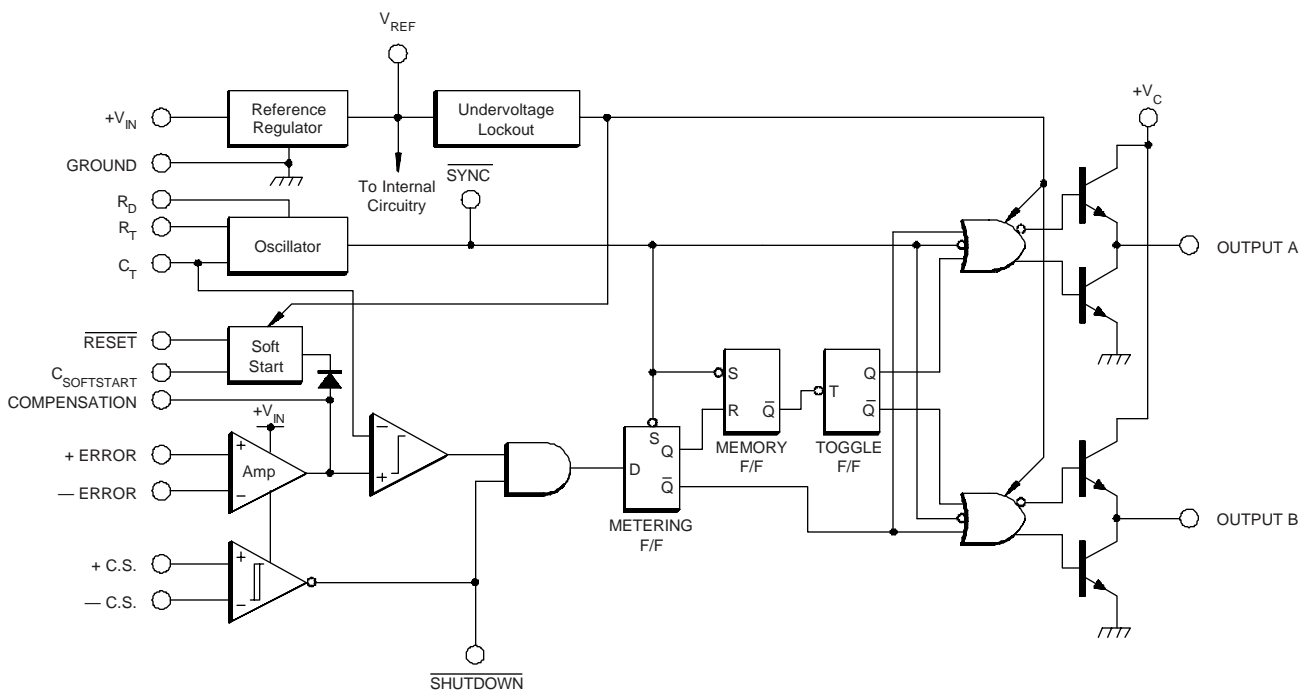 V_REF
+V_C
+V_IN
Reference
Regulator
Undervoltage
Lockout
GROUND
SYNC
To Internal
Circuitry
R_D
R_T
Oscillator
C_T
OUTPUT A
RESET
Soft
Start
C_SOFTSTART
COMPENSATION
+V_IN
S
Q̅
R
T
Q
Q̅
MEMORY
F/F
TOGGLE
F/F
+ ERROR
+
Amp
−
— ERROR
−
+
D
S
Q
Q̅
METERING
F/F
OUTPUT B
+ C.S.
+
— C.S.
−
SHUTDOWN